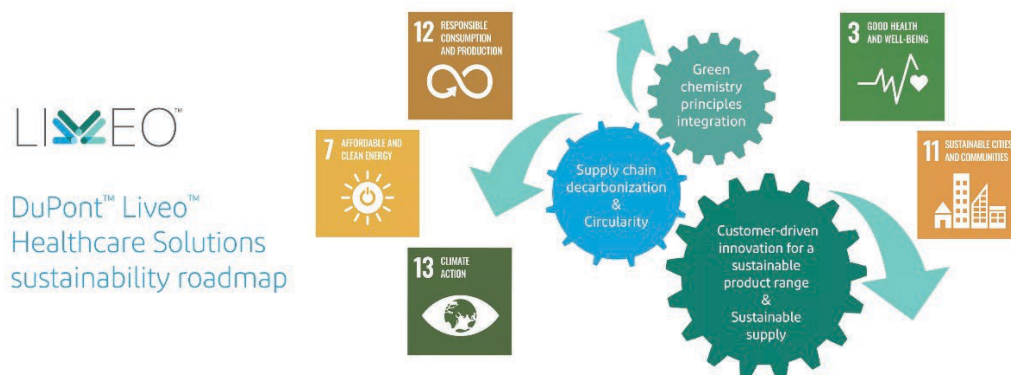 LIVEO™
DuPont™ Liveo™
Healthcare Solutions
sustainability roadmap
12 RESPONSIBLE
CONSUMPTION
AND PRODUCTION
7 AFFORDABLE AND
CLEAN ENERGY
13 CLIMATE
ACTION
Green
chemistry
principles
integration
Supply chain
decarbonization
&
Circularity
Customer-driven
innovation for a
sustainable
product range
&
Sustainable
supply
3 GOOD HEALTH
AND WELL-BEING
11 SUSTAINABLE CITIES
AND COMMUNITIES